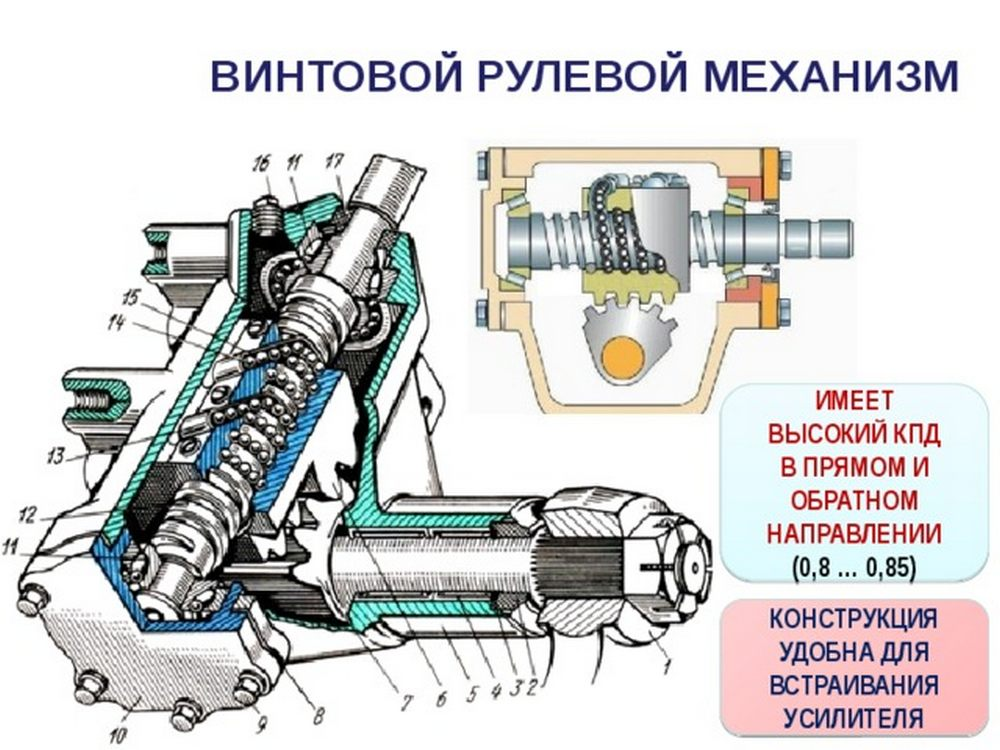 ВИНТОВОЙ РУЛЕВОЙ МЕХАНИЗМ
16 11 17
15
14
13
12
11
10
9
8
7
6
5
4
3
2
1
ИМЕЕТ
ВЫСОКИЙ КПД
В ПРЯМОМ И
ОБРАТНОМ
НАПРАВЛЕНИИ
(0,8 ... 0,85)
КОНСТРУКЦИЯ
УДОБНА ДЛЯ
ВСТРАИВАНИЯ
УСИЛИТЕЛЯ